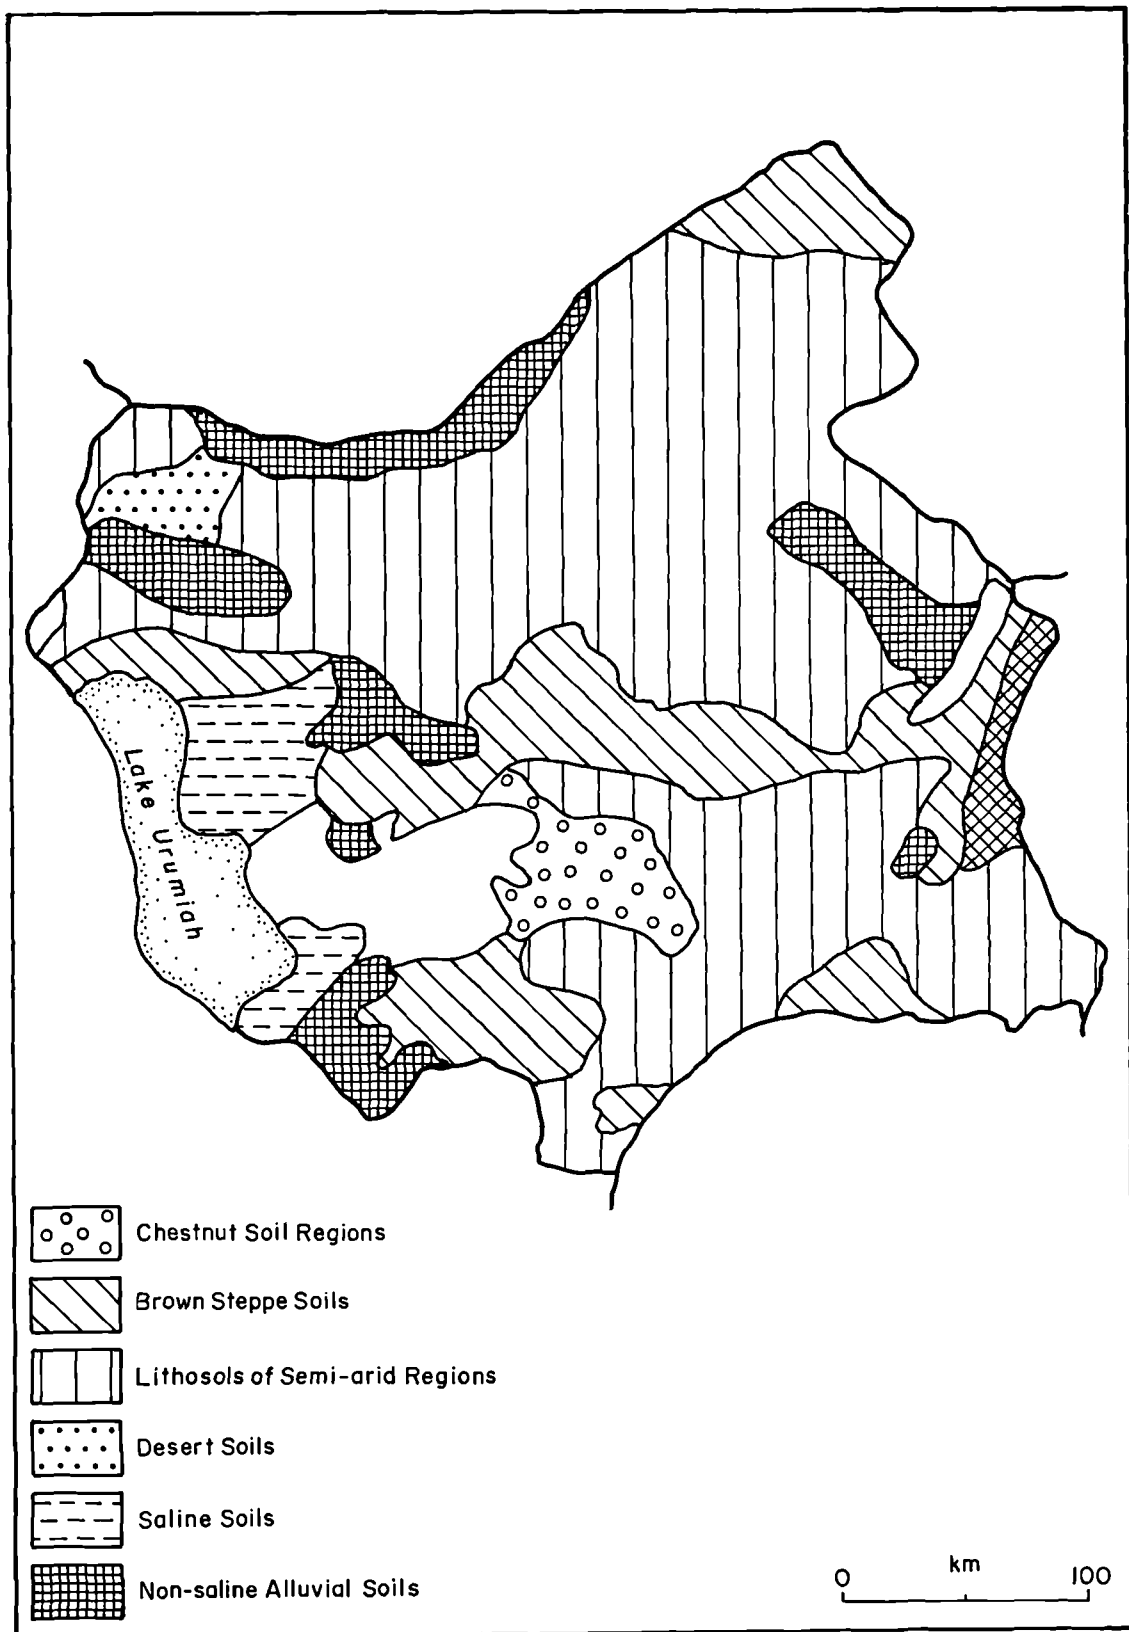 Lake Urumiah
Chestnut Soil Regions
Brown Steppe Soils
Lithosols of Semi-arid Regions
Desert Soils
Saline Soils
Non-saline Alluvial Soils
km
0 100